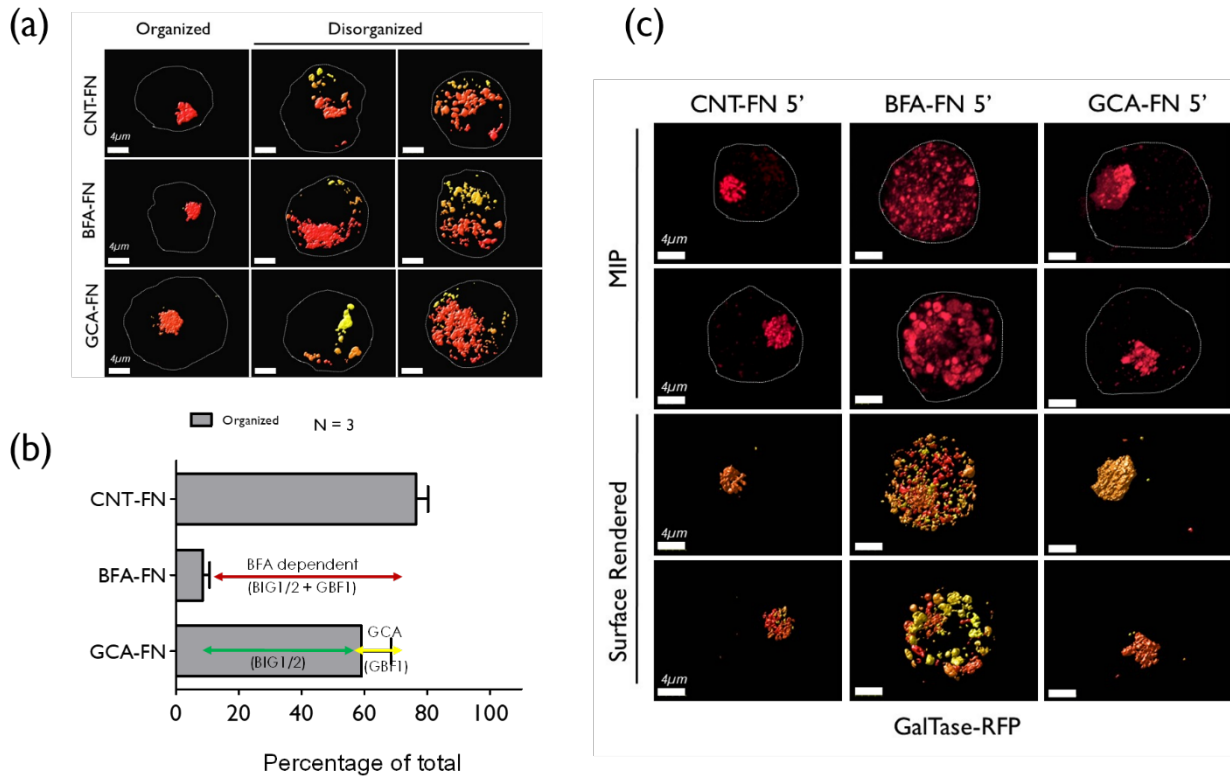 (a)
Organized Disorganized
CNT-FN
4μm
BFA-FN
4μm
GCA-FN
4μm
(b)
Organized N = 3
CNT-FN
BFA-FN
BFA dependent
(BIG1/2 + GBF1)
GCA-FN
GCA
(BIG1/2)
(GBF1)
0 20 40 60 80 100
Percentage of total
(c)
CNT-FN 5’ BFA-FN 5’ GCA-FN 5’
MIP
4μm
4μm
Surface Rendered
4μm
4μm
GalTase-RFP